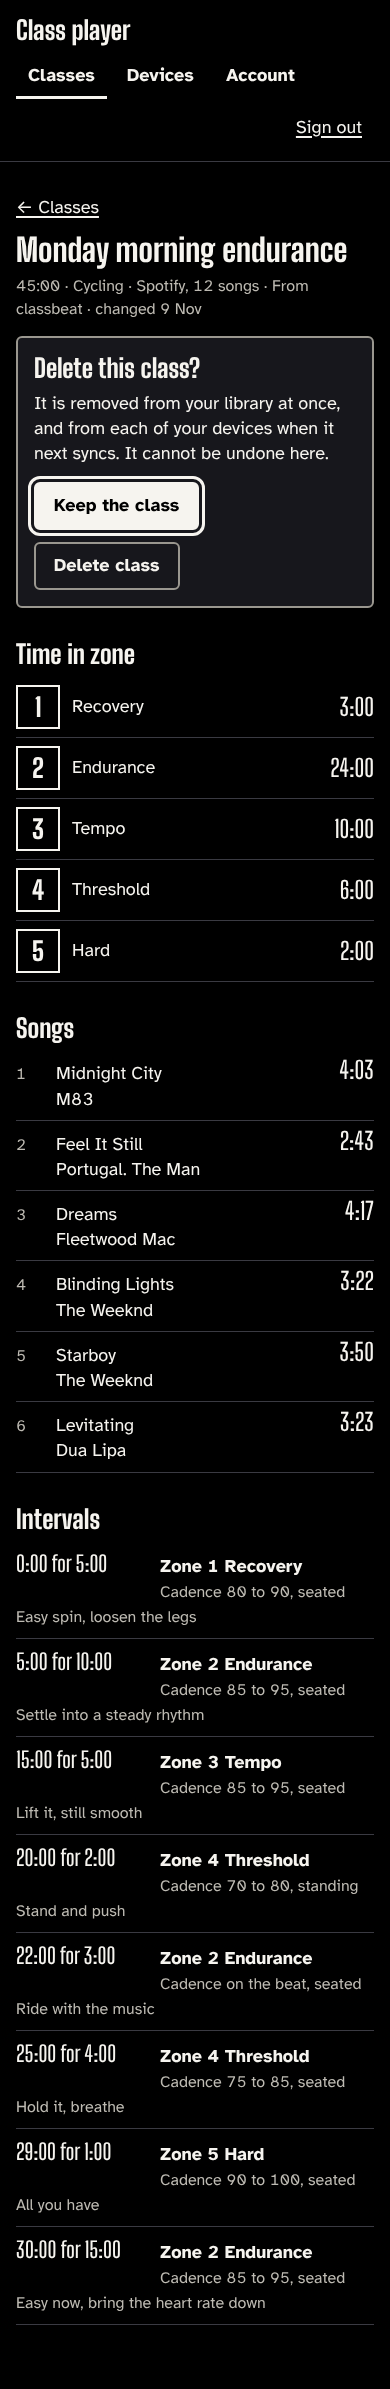 Class player
Classes Devices Account
Sign out
← Classes
Monday morning endurance
45:00 · Cycling · Spotify, 12 songs · From
classbeat · changed 9 Nov
Delete this class?
It is removed from your library at once,
and from each of your devices when it
next syncs. It cannot be undone here.
Keep the class
Delete class
Time in zone
1 Recovery 3:00
2 Endurance 24:00
3 Tempo 10:00
4 Threshold 6:00
5 Hard 2:00
Songs
1 Midnight City 4:03
M83
2 Feel It Still 2:43
Portugal. The Man
3 Dreams 4:17
Fleetwood Mac
4 Blinding Lights 3:22
The Weeknd
5 Starboy 3:50
The Weeknd
6 Levitating 3:23
Dua Lipa
Intervals
0:00 for 5:00 Zone 1 Recovery
Cadence 80 to 90, seated
Easy spin, loosen the legs
5:00 for 10:00 Zone 2 Endurance
Cadence 85 to 95, seated
Settle into a steady rhythm
15:00 for 5:00 Zone 3 Tempo
Cadence 85 to 95, seated
Lift it, still smooth
20:00 for 2:00 Zone 4 Threshold
Cadence 70 to 80, standing
Stand and push
22:00 for 3:00 Zone 2 Endurance
Cadence on the beat, seated
Ride with the music
25:00 for 4:00 Zone 4 Threshold
Cadence 75 to 85, seated
Hold it, breathe
29:00 for 1:00 Zone 5 Hard
Cadence 90 to 100, seated
All you have
30:00 for 15:00 Zone 2 Endurance
Cadence 85 to 95, seated
Easy now, bring the heart rate down